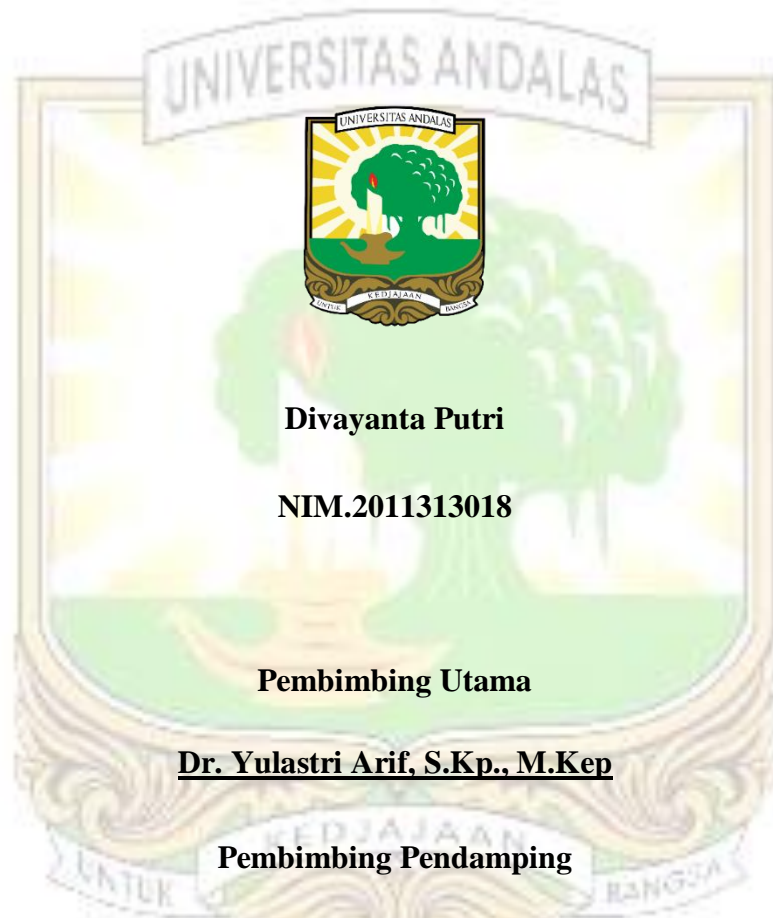 UNIVERSITAS ANDALAS
UNIVERSITAS ANDALAS
UNTUK KEDJAJAAN BANGSA
Divayanta Putri
NIM.2011313018
Pembimbing Utama
Dr. Yulastri Arif, S.Kp., M.Kep
Pembimbing Pendamping
UNTUK KEDJAJAAN BANGSA